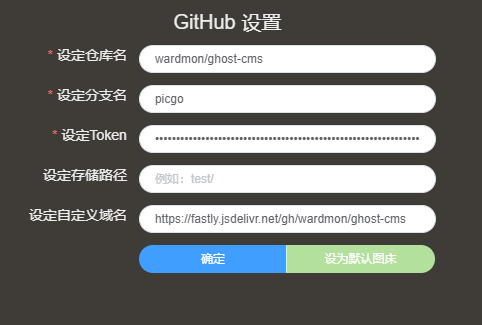 GitHub 设置
* 设定仓库名 wardmon/ghost-cms
* 设定分支名 picgo
* 设定Token ••••••••••••••••••••••••••••••••••••••••••••••••••••••••••••••
设定存储路径 例如：test/
设定自定义域名 https://fastly.jsdelivr.net/gh/wardmon/ghost-cms
确定 设为默认图床